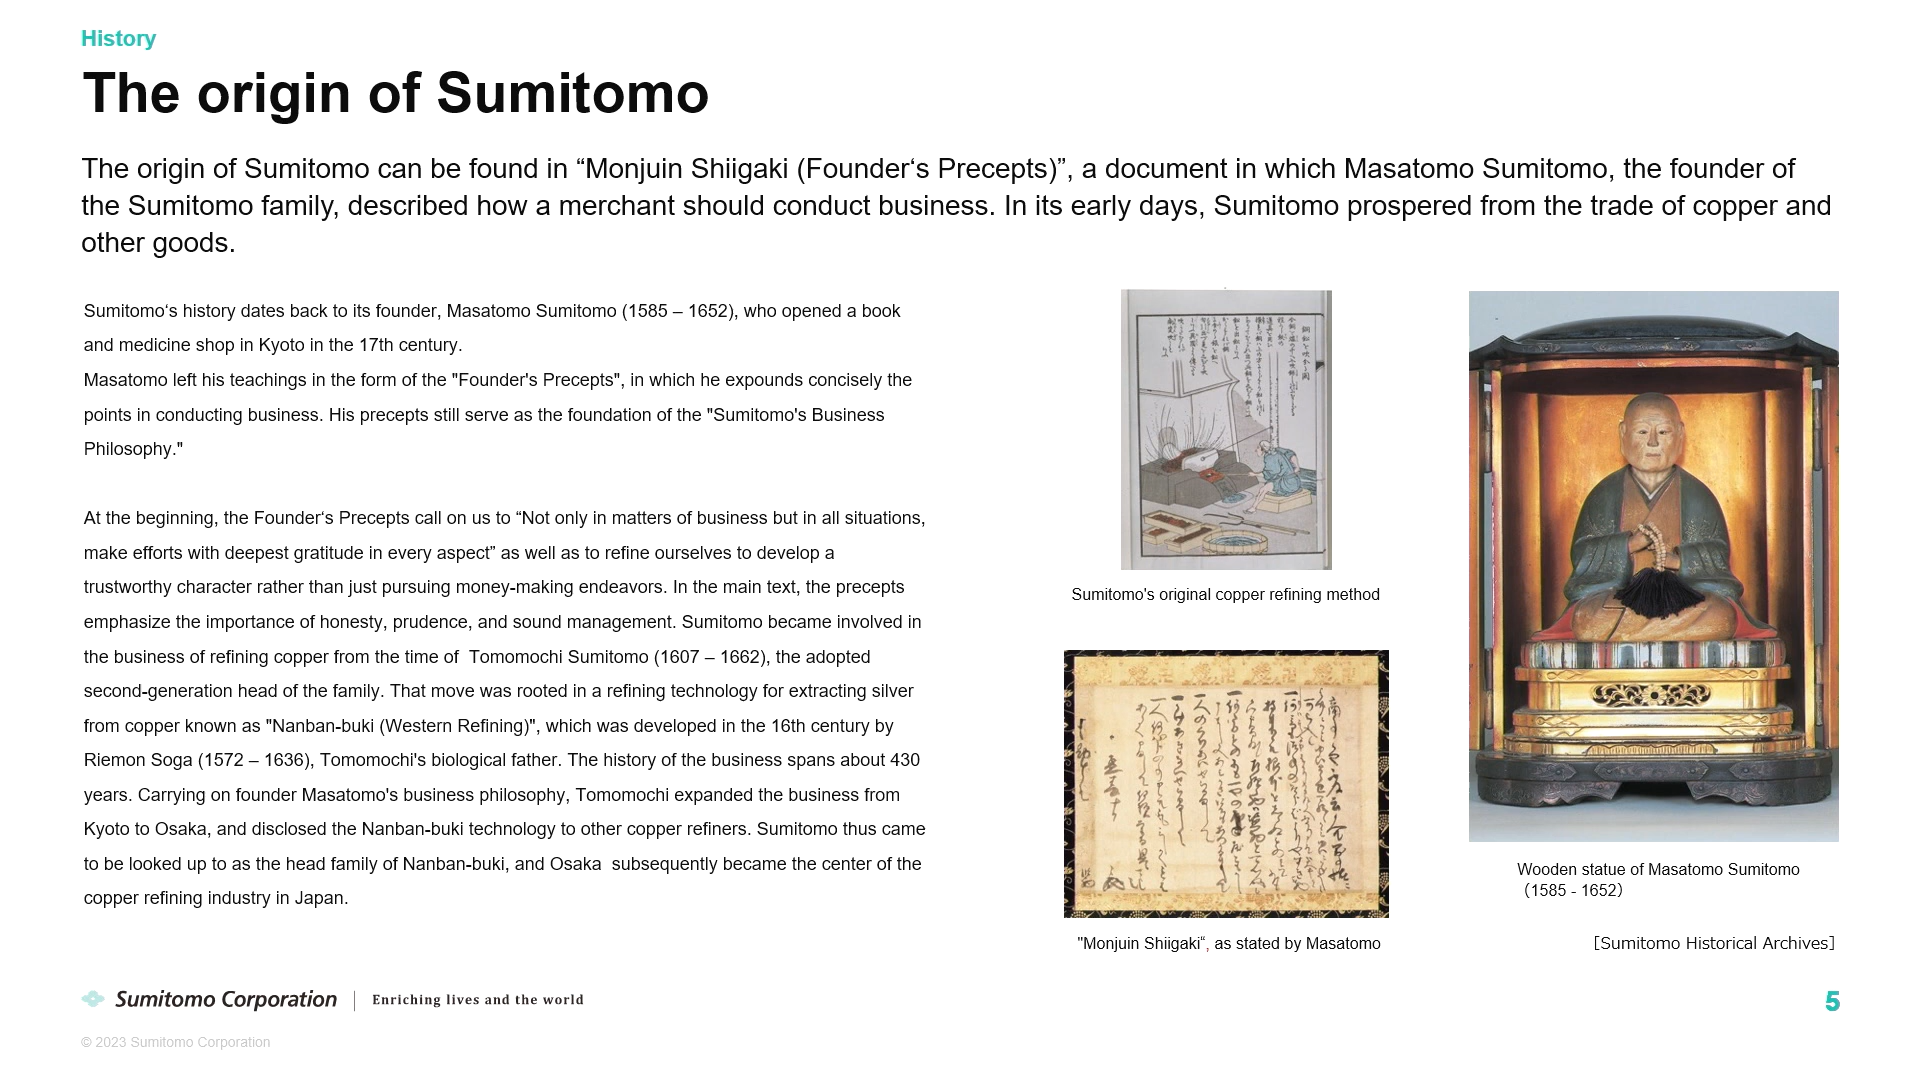 History
The origin of Sumitomo
The origin of Sumitomo can be found in “Monjuin Shiigaki (Founder‘s Precepts)”, a document in which Masatomo Sumitomo, the founder of
the Sumitomo family, described how a merchant should conduct business. In its early days, Sumitomo prospered from the trade of copper and
other goods.
Sumitomo‘s history dates back to its founder, Masatomo Sumitomo (1585 – 1652), who opened a book
and medicine shop in Kyoto in the 17th century.
Masatomo left his teachings in the form of the "Founder's Precepts", in which he expounds concisely the
points in conducting business. His precepts still serve as the foundation of the "Sumitomo's Business
Philosophy."
At the beginning, the Founder‘s Precepts call on us to “Not only in matters of business but in all situations,
make efforts with deepest gratitude in every aspect” as well as to refine ourselves to develop a
trustworthy character rather than just pursuing money-making endeavors. In the main text, the precepts
emphasize the importance of honesty, prudence, and sound management. Sumitomo became involved in
the business of refining copper from the time of  Tomomochi Sumitomo (1607 – 1662), the adopted
second-generation head of the family. That move was rooted in a refining technology for extracting silver
from copper known as "Nanban-buki (Western Refining)", which was developed in the 16th century by
Riemon Soga (1572 – 1636), Tomomochi's biological father. The history of the business spans about 430
years. Carrying on founder Masatomo's business philosophy, Tomomochi expanded the business from
Kyoto to Osaka, and disclosed the Nanban-buki technology to other copper refiners. Sumitomo thus came
to be looked up to as the head family of Nanban-buki, and Osaka  subsequently became the center of the
copper refining industry in Japan.
Sumitomo's original copper refining method
"Monjuin Shiigaki“, as stated by Masatomo
Wooden statue of Masatomo Sumitomo
（1585 - 1652）
[Sumitomo Historical Archives]
Sumitomo Corporation | Enriching lives and the world
5
© 2023 Sumitomo Corporation